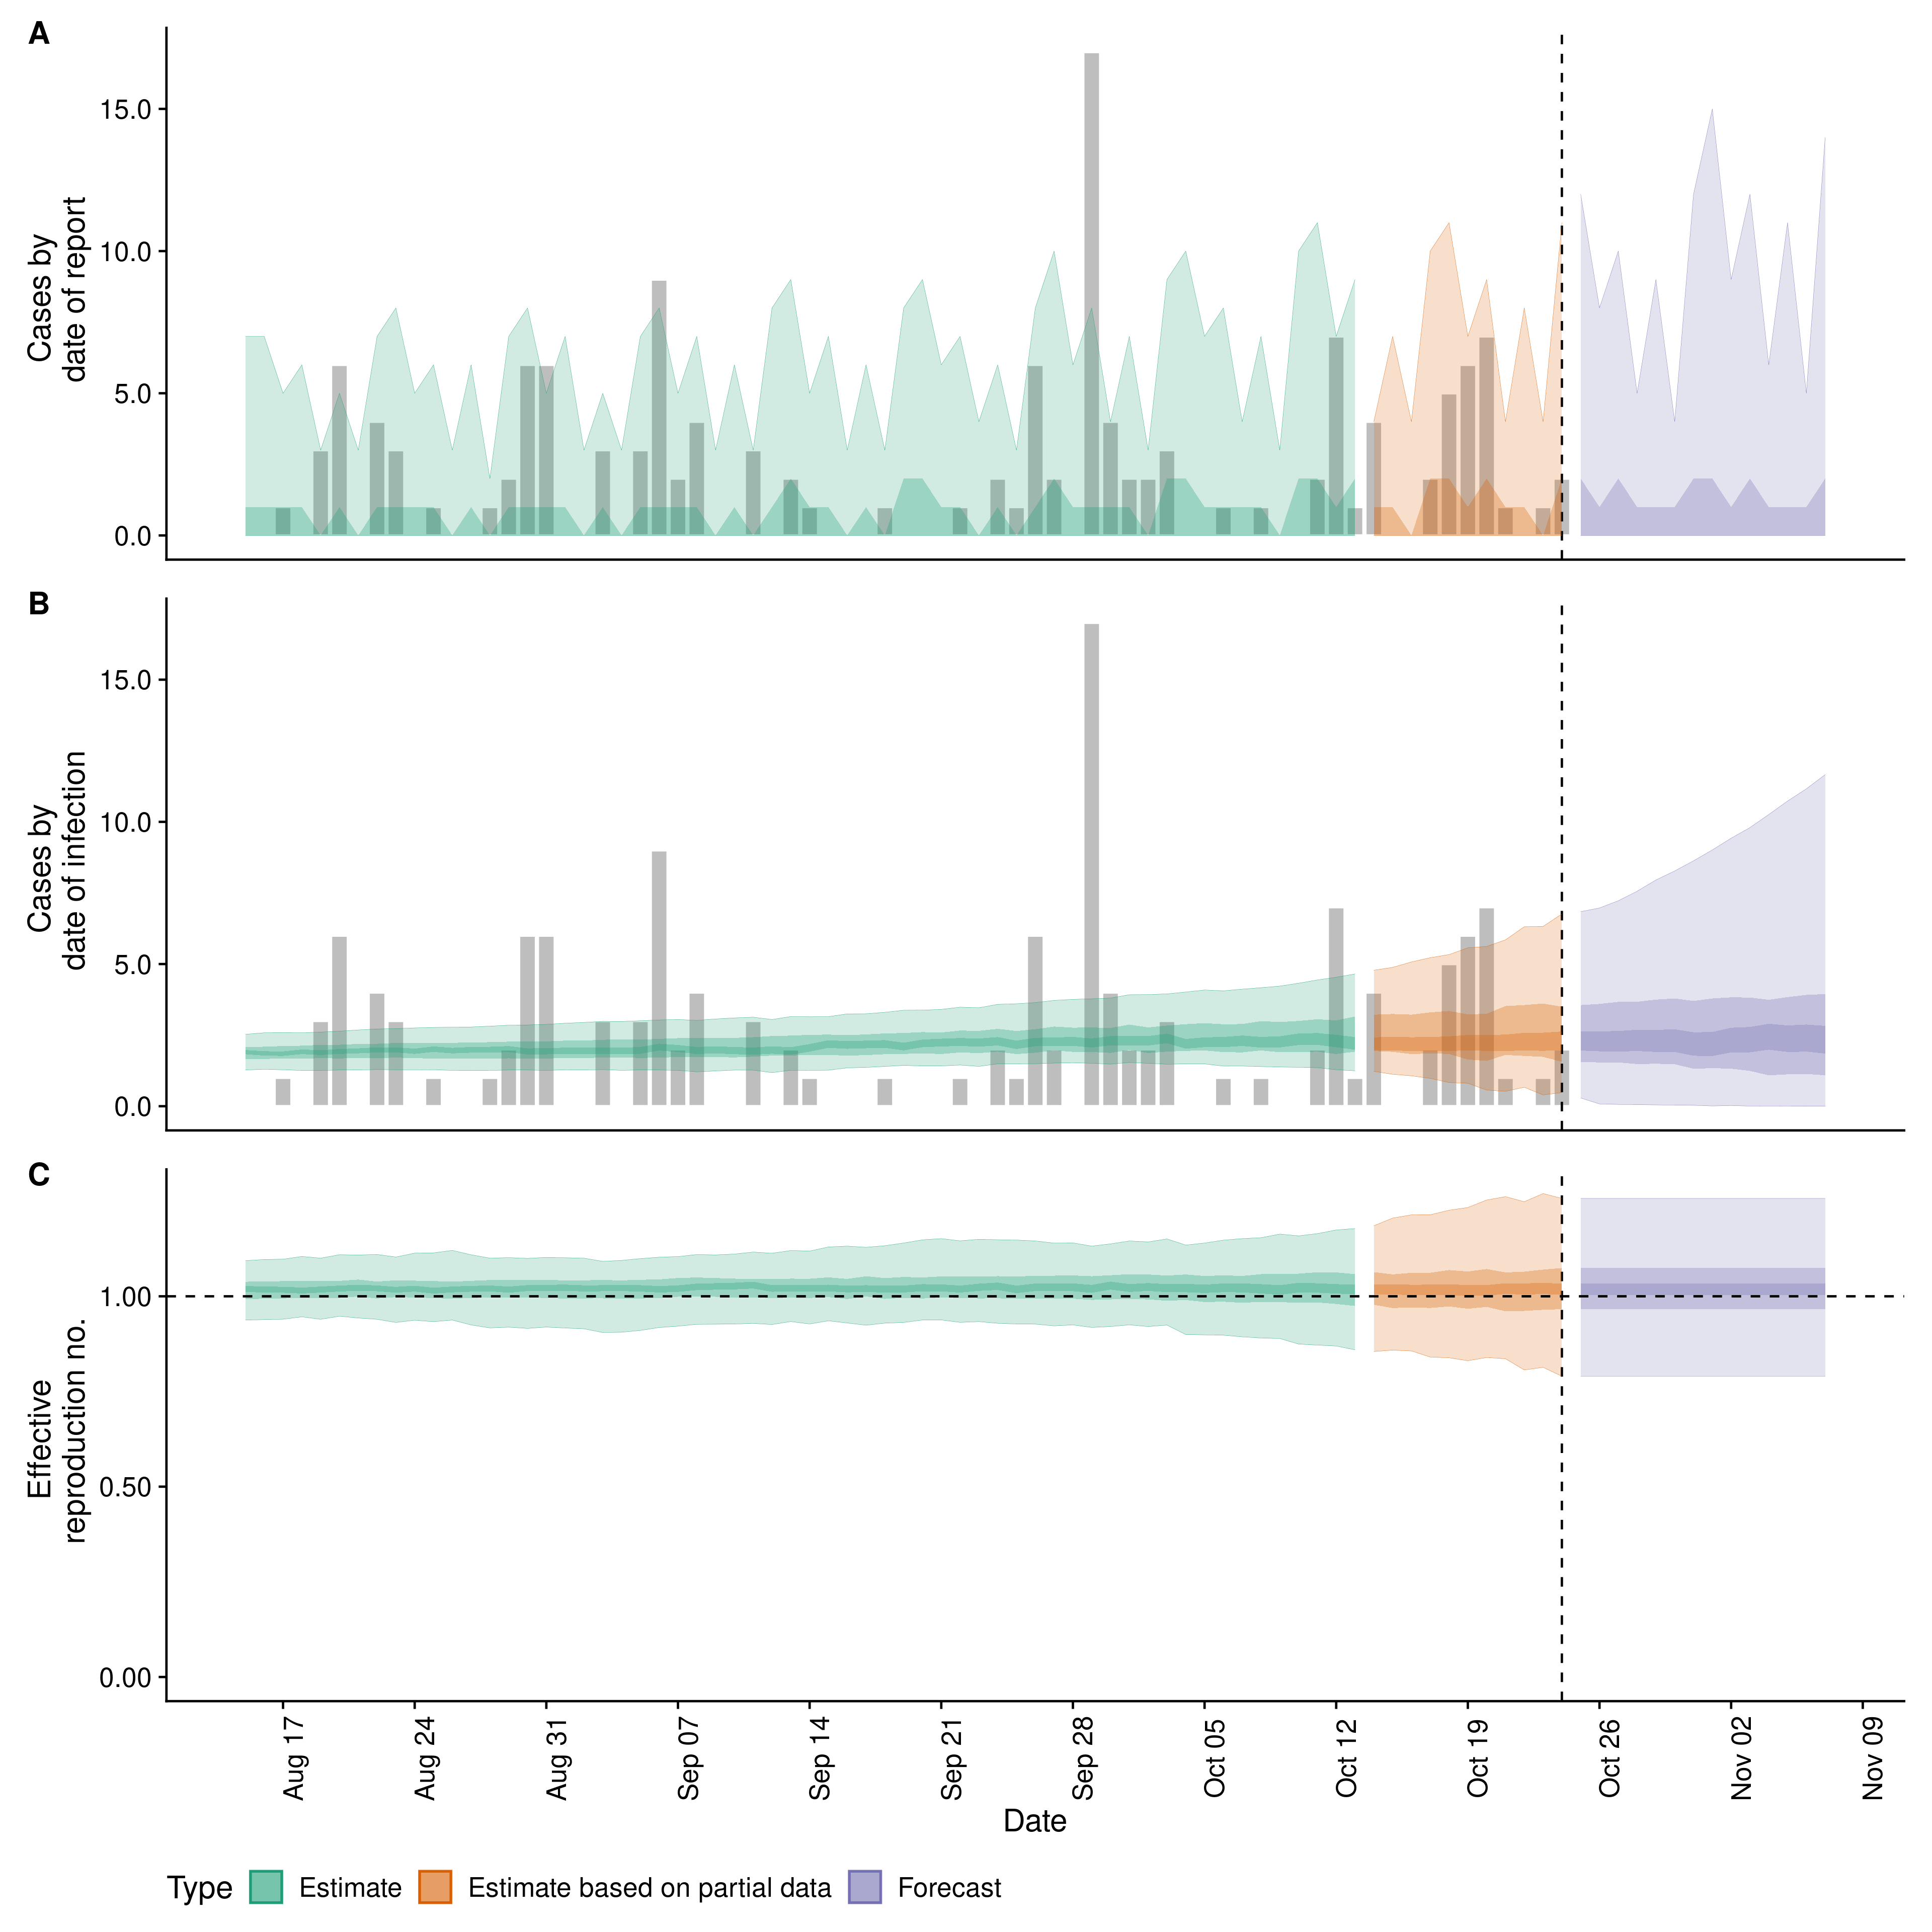 A
Cases by
date of report
15.0
10.0
5.0
0.0
B
Cases by
date of infection
15.0
10.0
5.0
0.0
C
Effective
reproduction no.
1.00
0.50
0.00
Aug 17
Aug 24
Aug 31
Sep 07
Sep 14
Sep 21
Sep 28
Oct 05
Oct 12
Oct 19
Oct 26
Nov 02
Nov 09
Date
Type
Estimate
Estimate based on partial data
Forecast